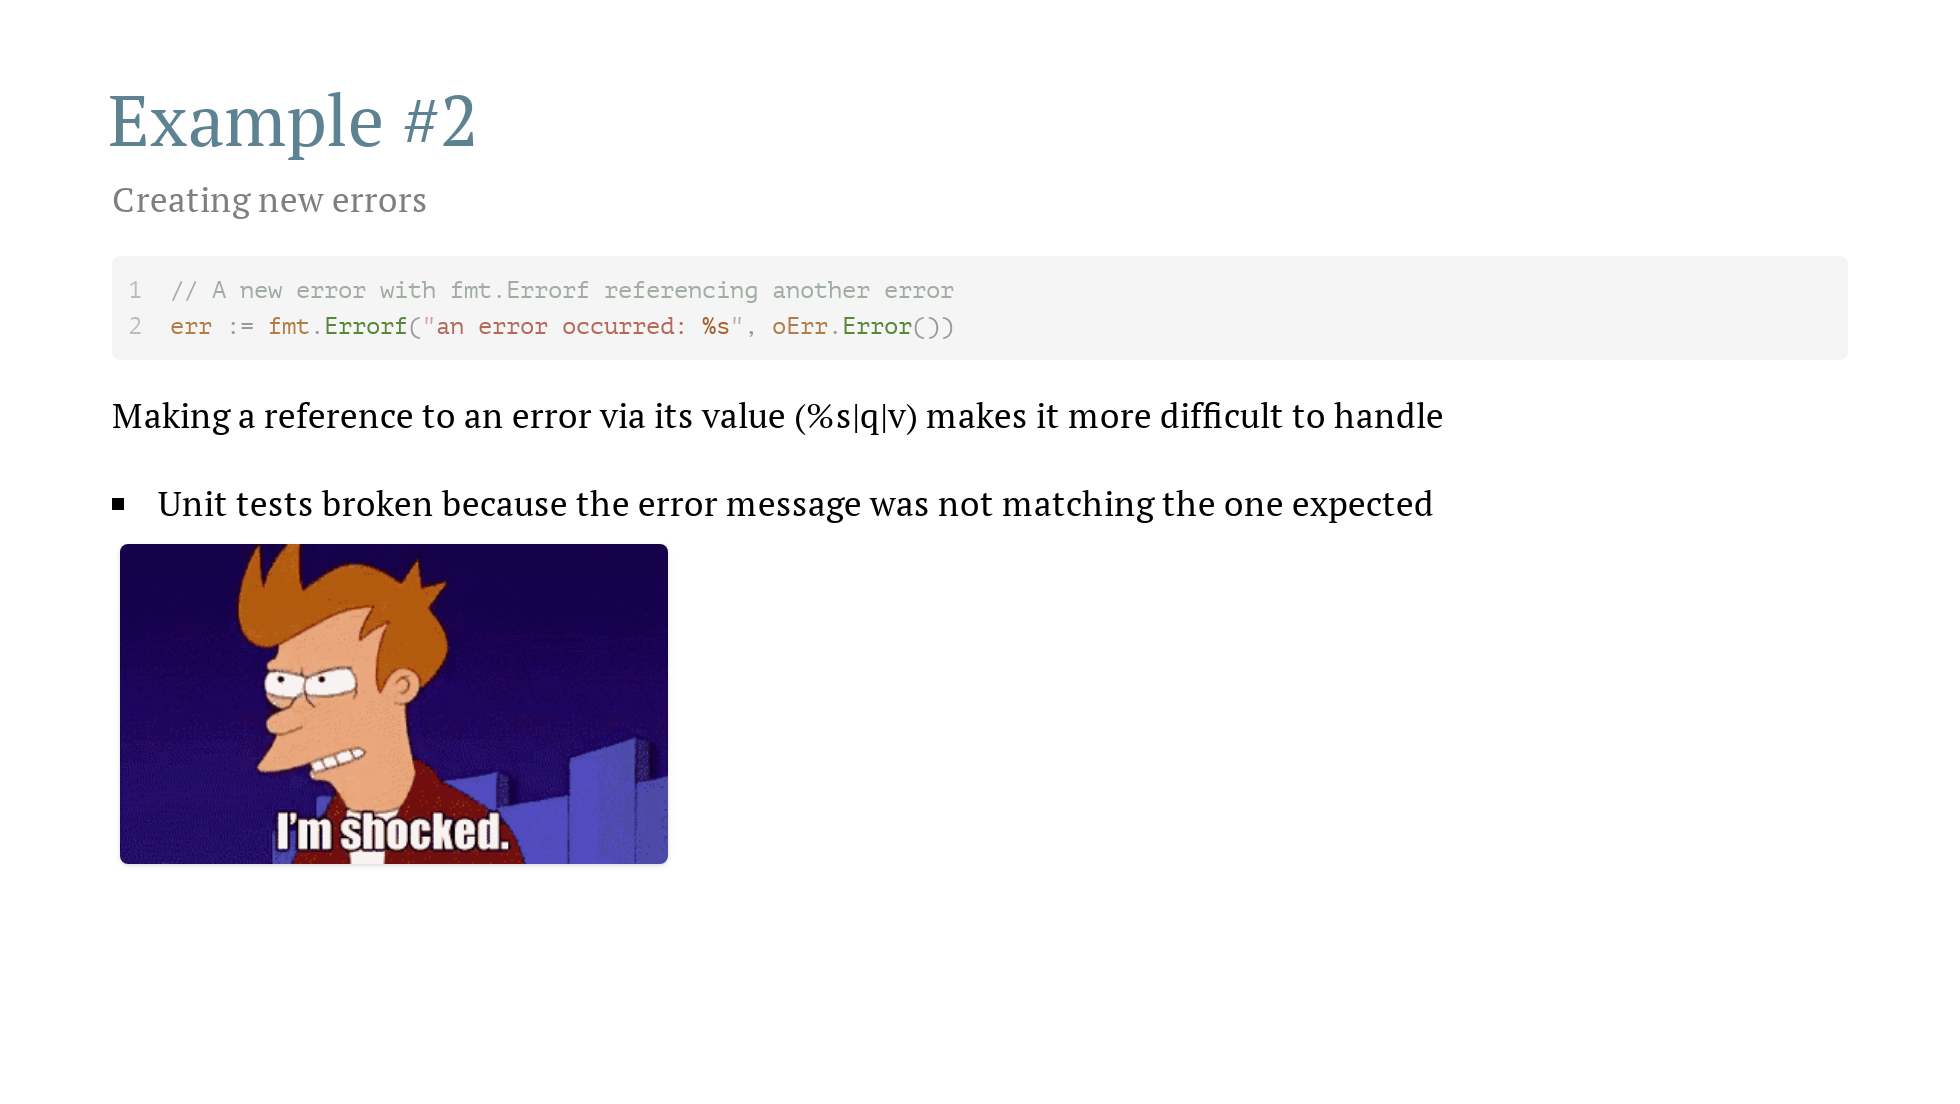 Example #2
Creating new errors
1 // A new error with fmt.Errorf referencing another error
2 err := fmt.Errorf("an error occurred: %s", oErr.Error())
Making a reference to an error via its value (%s|q|v) makes it more difficult to handle
▪ Unit tests broken because the error message was not matching the one expected
I'm shocked.